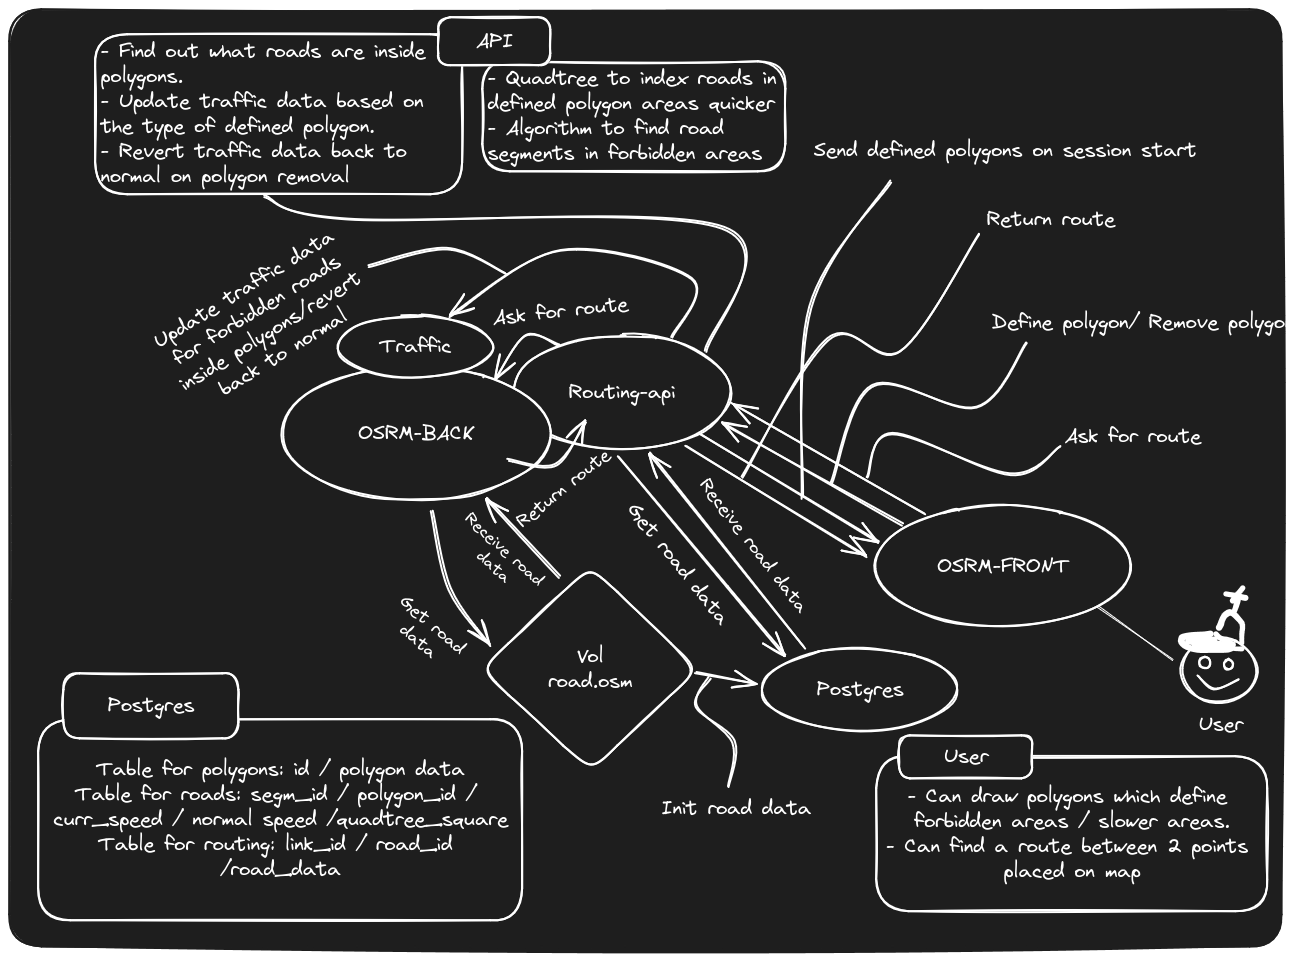 API
- Find out what roads are inside
polygons.
- Update traffic data based on
the type of defined polygon.
- Revert traffic data back to
normal on polygon removal
- Quadtree to index roads in
defined polygon areas quicker
- Algorithm to find road
segments in forbidden areas
Send defined polygons on session start
Return route
Define polygon/ Remove polygo
Ask for route
Update traffic data
for forbidden roads
inside polygons/revert
back to normal
Ask for route
Traffic
Routing-api
OSRM-BACK
Return route
Receive road
data
Get road
data
Get road data
Receive road data
OSRM-FRONT
Vol
road.osm
Postgres
User
Init road data
Postgres
Table for polygons: id / polygon data
Table for roads: segm_id / polygon_id /
curr_speed / normal speed /quadtree_square
Table for routing: link_id / road_id
/road_data
User
- Can draw polygons which define
forbidden areas / slower areas.
- Can find a route between 2 points
placed on map